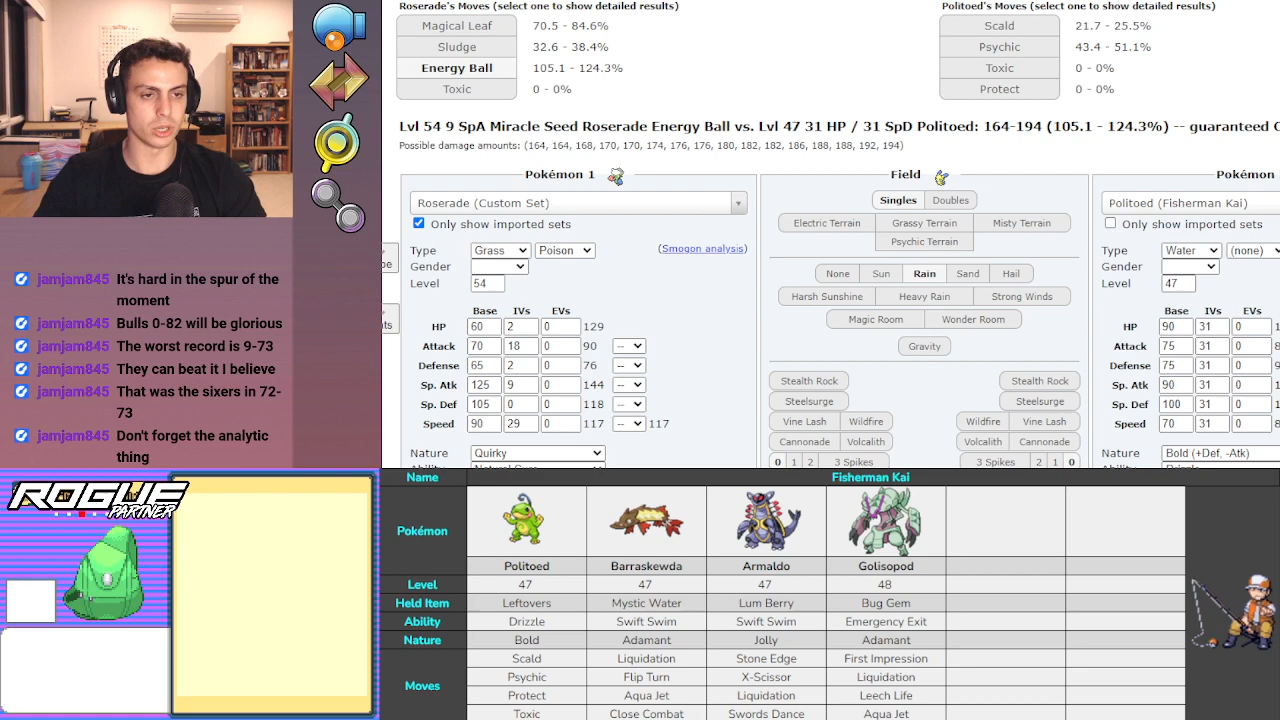 Roserade's Moves (select one to show detailed results)
Magical Leaf 70.5 - 84.6%
Sludge 32.6 - 38.4%
Energy Ball 105.1 - 124.3%
Toxic 0 - 0%
Politoed's Moves (select one to show detailed results)
Scald 21.7 - 25.5%
Psychic 43.4 - 51.1%
Toxic 0 - 0%
Protect 0 - 0%
Lvl 54 9 SpA Miracle Seed Roserade Energy Ball vs. Lvl 47 31 HP / 31 SpD Politoed: 164-194 (105.1 - 124.3%) -- guaranteed
Possible damage amounts: (164, 164, 168, 170, 170, 174, 176, 176, 180, 182, 182, 186, 188, 188, 192, 194)
Pokémon 1
Roserade (Custom Set)
Only show imported sets
Type Grass Poison (Smogon analysis)
Gender
Level 54
Base IVs EVs
HP 60 2 0 129
Attack 70 18 0 90 --
Defense 65 2 0 76 --
Sp. Atk 125 9 0 144 --
Sp. Def 105 0 0 118 --
Speed 90 29 0 117 -- 117
Nature Quirky
Field
Singles Doubles
Electric Terrain Grassy Terrain Misty Terrain
Psychic Terrain
None Sun Rain Sand Hail
Harsh Sunshine Heavy Rain Strong Winds
Magic Room Wonder Room
Gravity
Stealth Rock Stealth Rock
Steelsurge Steelsurge
Vine Lash Wildfire Wildfire Vine Lash
Cannonade Volcalith Volcalith Cannonade
0 1 2 3 Spikes 3 Spikes 2 1 0
Pokémon
Politoed (Fisherman Kai)
Only show imported sets
Type Water (none)
Gender
Level 47
Base IVs EVs
HP 90 31 0
Attack 75 31 0
Defense 75 31 0
Sp. Atk 90 31 0
Sp. Def 100 31 0
Speed 70 31 0
Nature Bold (+Def, -Atk)
jamjam845 It's hard in the spur of the
moment
jamjam845 Bulls 0-82 will be glorious
jamjam845 The worst record is 9-73
jamjam845 They can beat it I believe
jamjam845 That was the sixers in 72-
73
jamjam845 Don't forget the analytic
thing
ROGUE
PARTNER
Name Fisherman Kai
Pokémon
Politoed Barraskewda Armaldo Golisopod
Level 47 47 47 48
Held Item Leftovers Mystic Water Lum Berry Bug Gem
Ability Drizzle Swift Swim Swift Swim Emergency Exit
Nature Bold Adamant Jolly Adamant
Moves
Scald Liquidation Stone Edge First Impression
Psychic Flip Turn X-Scissor Liquidation
Protect Aqua Jet Liquidation Leech Life
Toxic Close Combat Swords Dance Aqua Jet